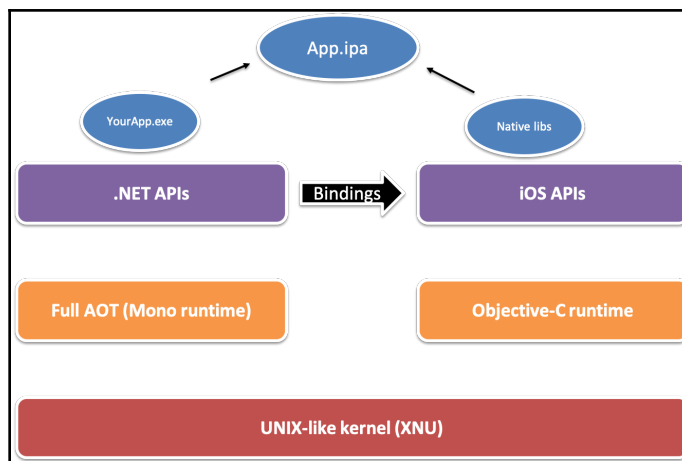 App.ipa
YourApp.exe
Native libs
.NET APIs
Bindings
iOS APIs
Full AOT (Mono runtime)
Objective-C runtime
UNIX-like kernel (XNU)